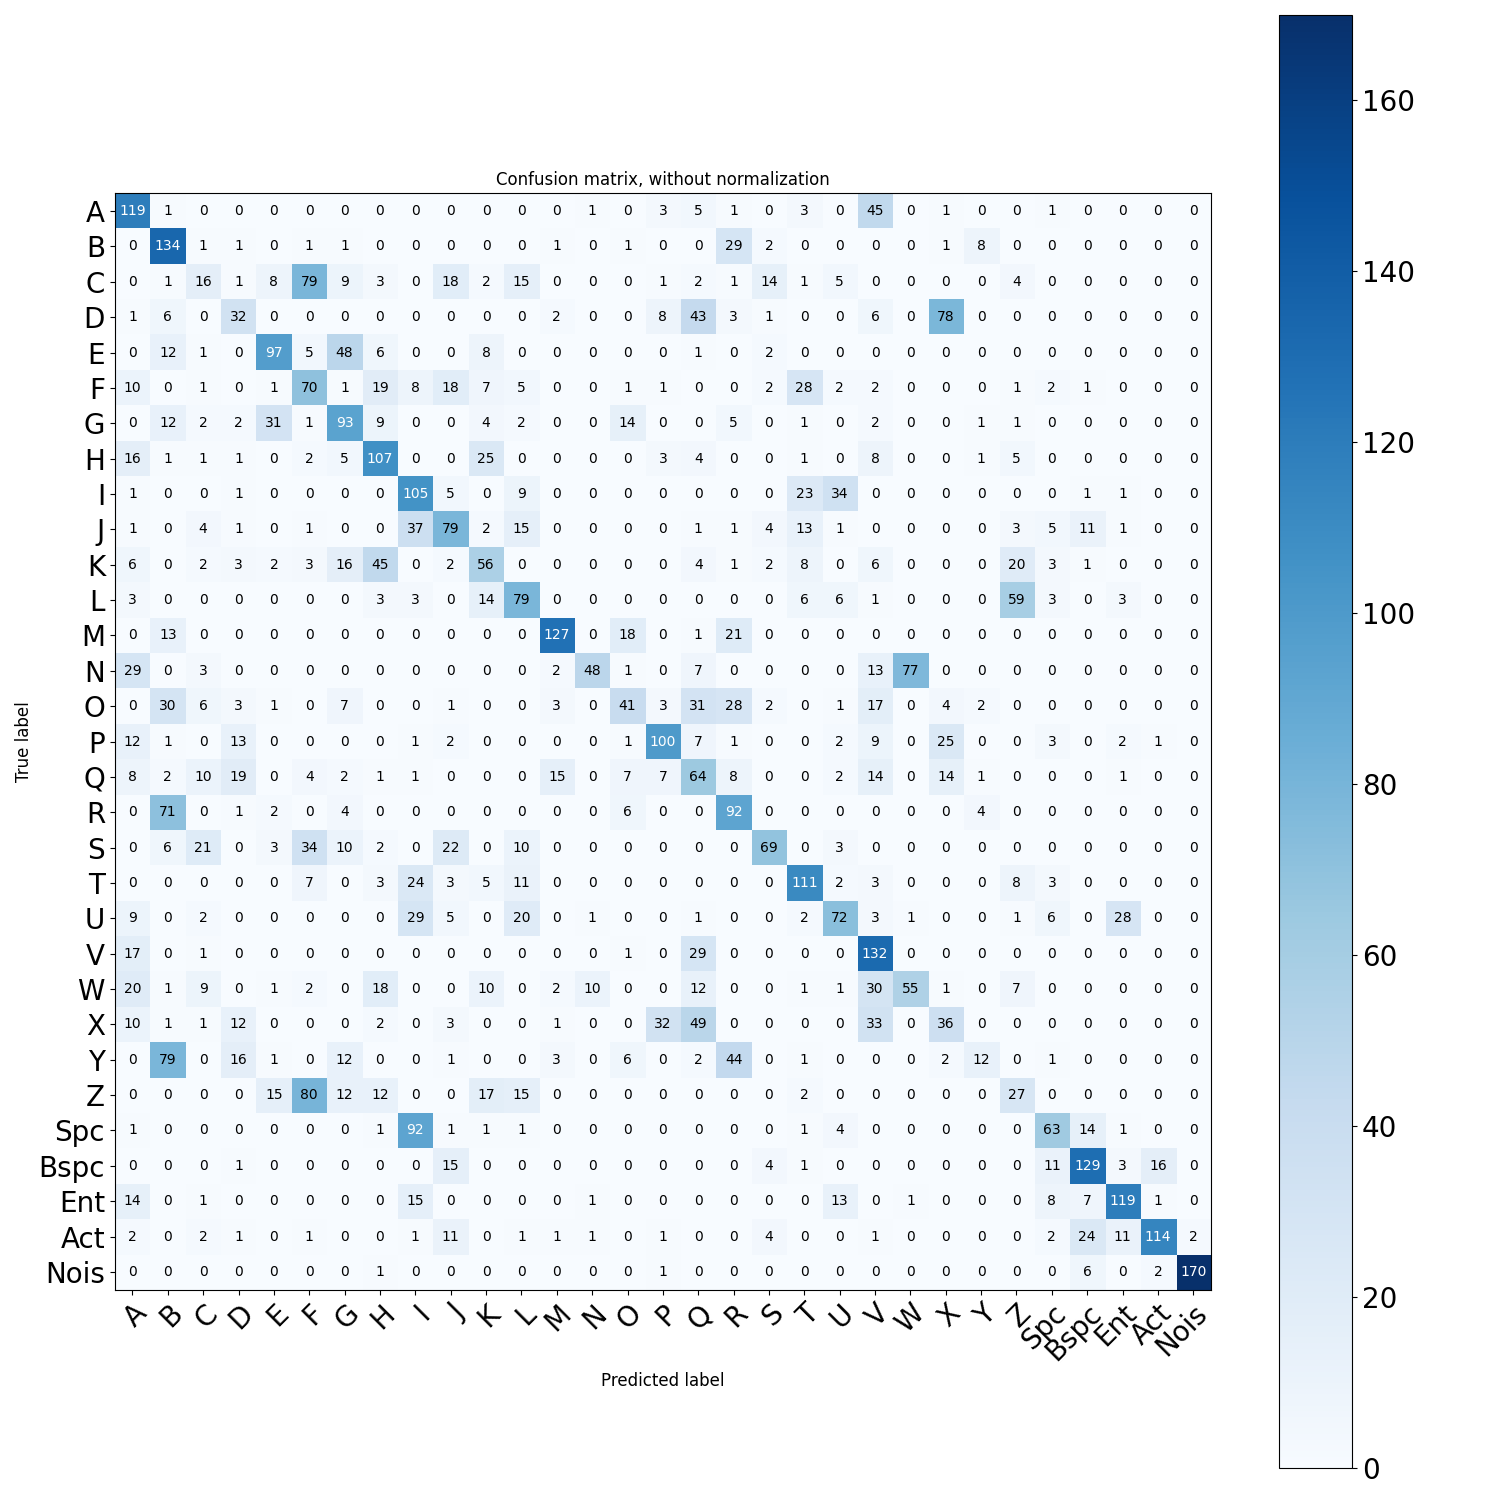 Confusion matrix, without normalization
True label
A 119 1 0 0 0 0 0 0 0 0 0 0 0 1 0 3 5 1 0 3 0 45 0 1 0 0 1 0 0 0 0
B 0 134 1 1 0 1 1 0 0 0 0 0 1 0 1 0 0 29 2 0 0 0 0 1 8 0 0 0 0 0 0
C 0 1 16 1 8 79 9 3 0 18 2 15 0 0 0 1 2 1 14 1 5 0 0 0 0 4 0 0 0 0 0
D 1 6 0 32 0 0 0 0 0 0 0 0 2 0 0 8 43 3 1 0 0 6 0 78 0 0 0 0 0 0 0
E 0 12 1 0 97 5 48 6 0 0 8 0 0 0 0 0 1 0 2 0 0 0 0 0 0 0 0 0 0 0 0
F 10 0 1 0 1 70 1 19 8 18 7 5 0 0 1 1 0 0 2 28 2 2 0 0 0 1 2 1 0 0 0
G 0 12 2 2 31 1 93 9 0 0 4 2 0 0 14 0 0 5 0 1 0 2 0 0 1 1 0 0 0 0 0
H 16 1 1 1 0 2 5 107 0 0 25 0 0 0 0 3 4 0 0 1 0 8 0 0 1 5 0 0 0 0 0
I 1 0 0 1 0 0 0 0 105 5 0 9 0 0 0 0 0 0 0 23 34 0 0 0 0 0 0 1 1 0 0
J 1 0 4 1 0 1 0 0 37 79 2 15 0 0 0 0 1 1 4 13 1 0 0 0 0 3 5 11 1 0 0
K 6 0 2 3 2 3 16 45 0 2 56 0 0 0 0 0 4 1 2 8 0 6 0 0 0 20 3 1 0 0 0
L 3 0 0 0 0 0 0 3 3 0 14 79 0 0 0 0 0 0 0 6 6 1 0 0 0 59 3 0 3 0 0
M 0 13 0 0 0 0 0 0 0 0 0 0 127 0 18 0 1 21 0 0 0 0 0 0 0 0 0 0 0 0 0
N 29 0 3 0 0 0 0 0 0 0 0 0 2 48 1 0 7 0 0 0 0 13 77 0 0 0 0 0 0 0 0
O 0 30 6 3 1 0 7 0 0 1 0 0 3 0 41 3 31 28 2 0 1 17 0 4 2 0 0 0 0 0 0
P 12 1 0 13 0 0 0 0 1 2 0 0 0 0 1 100 7 1 0 0 2 9 0 25 0 0 3 0 2 1 0
Q 8 2 10 19 0 4 2 1 1 0 0 0 15 0 7 7 64 8 0 0 2 14 0 14 1 0 0 0 1 0 0
R 0 71 0 1 2 0 4 0 0 0 0 0 0 0 6 0 0 92 0 0 0 0 0 0 4 0 0 0 0 0 0
S 0 6 21 0 3 34 10 2 0 22 0 10 0 0 0 0 0 0 69 0 3 0 0 0 0 0 0 0 0 0 0
T 0 0 0 0 0 7 0 3 24 3 5 11 0 0 0 0 0 0 0 111 2 3 0 0 0 8 3 0 0 0 0
U 9 0 2 0 0 0 0 0 29 5 0 20 0 1 0 0 1 0 0 2 72 3 1 0 0 1 6 0 28 0 0
V 17 0 1 0 0 0 0 0 0 0 0 0 0 0 1 0 29 0 0 0 0 132 0 0 0 0 0 0 0 0 0
W 20 1 9 0 1 2 0 18 0 0 10 0 2 10 0 0 12 0 0 1 1 30 55 1 0 7 0 0 0 0 0
X 10 1 1 12 0 0 0 2 0 3 0 0 1 0 0 32 49 0 0 0 0 33 0 36 0 0 0 0 0 0 0
Y 0 79 0 16 1 0 12 0 0 1 0 0 3 0 6 0 2 44 0 1 0 0 0 2 12 0 1 0 0 0 0
Z 0 0 0 0 15 80 12 12 0 0 17 15 0 0 0 0 0 0 0 2 0 0 0 0 0 27 0 0 0 0 0
Spc 1 0 0 0 0 0 0 1 92 1 1 1 0 0 0 0 0 0 0 1 4 0 0 0 0 0 63 14 1 0 0
Bspc 0 0 0 1 0 0 0 0 0 15 0 0 0 0 0 0 0 0 4 1 0 0 0 0 0 0 11 129 3 16 0
Ent 14 0 1 0 0 0 0 0 15 0 0 0 0 1 0 0 0 0 0 0 13 0 1 0 0 0 8 7 119 1 0
Act 2 0 2 1 0 1 0 0 1 11 0 1 1 1 0 1 0 0 4 0 0 1 0 0 0 0 2 24 11 114 2
Nois 0 0 0 0 0 0 0 1 0 0 0 0 0 0 0 1 0 0 0 0 0 0 0 0 0 0 0 6 0 2 170
A B C D E F G H I J K L M N O P Q R S T U V W X Y Z Spc Bspc Ent Act Nois
Predicted label
160
140
120
100
80
60
40
20
0